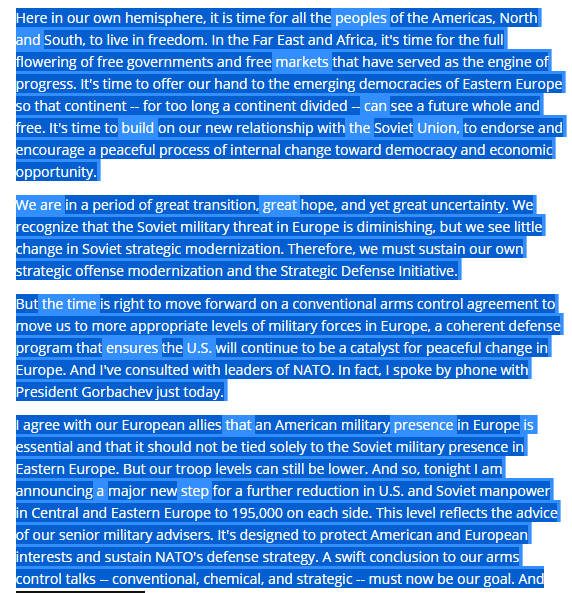 Here in our own hemisphere, it is time for all the peoples of the Americas, North
and South, to live in freedom. In the Far East and Africa, it's time for the full
flowering of free governments and free markets that have served as the engine of
progress. It's time to offer our hand to the emerging democracies of Eastern Europe
so that continent -- for too long a continent divided -- can see a future whole and
free. It's time to build on our new relationship with the Soviet Union, to endorse and
encourage a peaceful process of internal change toward democracy and economic
opportunity.
We are in a period of great transition, great hope, and yet great uncertainty. We
recognize that the Soviet military threat in Europe is diminishing, but we see little
change in Soviet strategic modernization. Therefore, we must sustain our own
strategic offense modernization and the Strategic Defense Initiative.
But the time is right to move forward on a conventional arms control agreement to
move us to more appropriate levels of military forces in Europe, a coherent defense
program that ensures the U.S. will continue to be a catalyst for peaceful change in
Europe. And I've consulted with leaders of NATO. In fact, I spoke by phone with
President Gorbachev just today.
I agree with our European allies that an American military presence in Europe is
essential and that it should not be tied solely to the Soviet military presence in
Eastern Europe. But our troop levels can still be lower. And so, tonight I am
announcing a major new step for a further reduction in U.S. and Soviet manpower
in Central and Eastern Europe to 195,000 on each side. This level reflects the advice
of our senior military advisers. It's designed to protect American and European
interests and sustain NATO's defense strategy. A swift conclusion to our arms
control talks -- conventional, chemical, and strategic -- must now be our goal. And